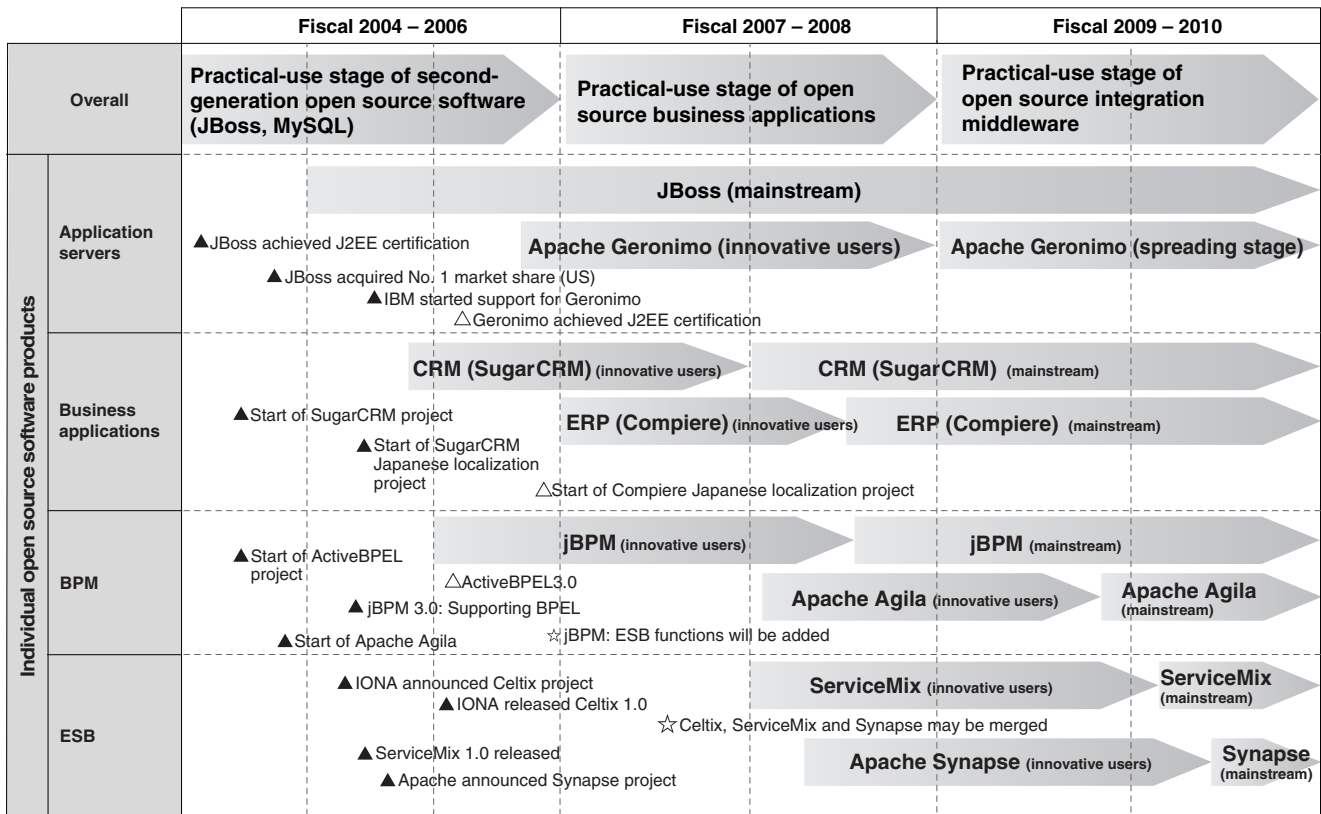 Fiscal 2004 – 2006
Fiscal 2007 – 2008
Fiscal 2009 – 2010
Overall
Practical-use stage of second-
generation open source software
(JBoss, MySQL)
Practical-use stage of open
source business applications
Practical-use stage of
open source integration
middleware
Individual open source software products
Application
servers
JBoss (mainstream)
▲JBoss achieved J2EE certification
Apache Geronimo (innovative users)
Apache Geronimo (spreading stage)
▲JBoss acquired No. 1 market share (US)
▲IBM started support for Geronimo
△Geronimo achieved J2EE certification
Business
applications
CRM (SugarCRM) (innovative users)
CRM (SugarCRM) (mainstream)
▲Start of SugarCRM project
ERP (Compiere) (innovative users)
ERP (Compiere) (mainstream)
▲Start of SugarCRM
Japanese localization
project
△Start of Compiere Japanese localization project
BPM
jBPM (innovative users)
jBPM (mainstream)
▲Start of ActiveBPEL
project
△ActiveBPEL3.0
Apache Agila (innovative users)
Apache Agila
(mainstream)
▲jBPM 3.0: Supporting BPEL
☆jBPM: ESB functions will be added
▲Start of Apache Agila
ESB
▲IONA announced Celtix project
ServiceMix (innovative users)
ServiceMix
(mainstream)
▲IONA released Celtix 1.0
☆Celtix, ServiceMix and Synapse may be merged
▲ServiceMix 1.0 released
Apache Synapse (innovative users)
Synapse
(mainstream)
▲Apache announced Synapse project